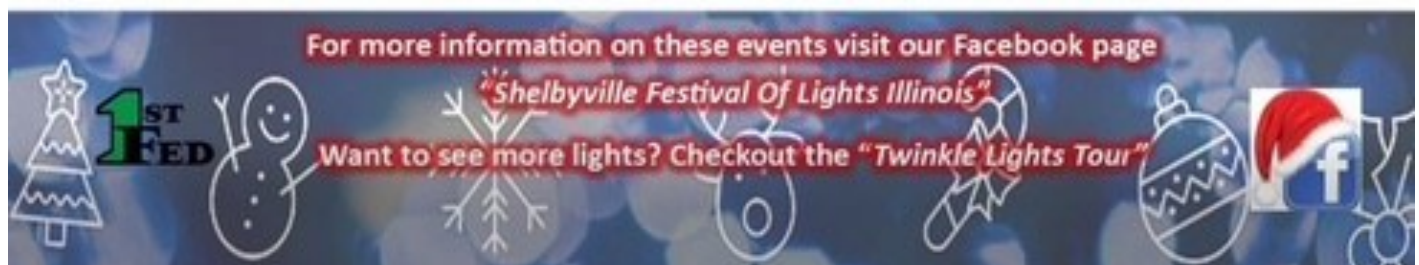 For more information on these events visit our Facebook page
"Shelbyville Festival Of Lights Illinois"
1ST
FED
Want to see more lights? Checkout the "Twinkle Lights Tour"
f